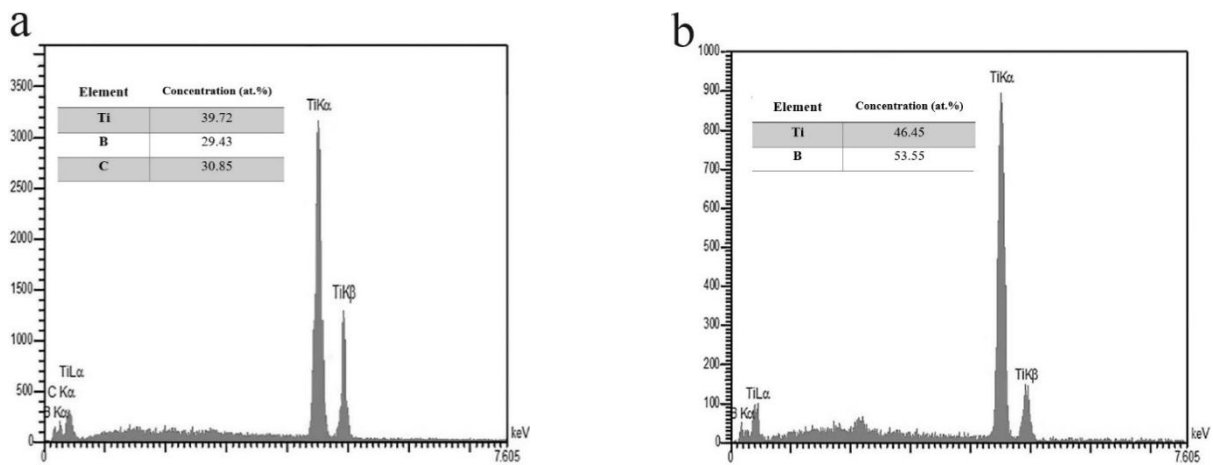 a
Element Concentration (at.%)
Ti 39.72
B 29.43
C 30.85
TiKα
TiKβ
TiLα
C Kα
B Kα
3500
3000
2500
2000
1500
1000
500
0
0
keV
7.605
b
Element Concentration (at.%)
Ti 46.45
B 53.55
TiKα
TiKβ
TiLα
B Kα
1000
900
800
700
600
500
400
300
200
100
0
0
keV
7.605